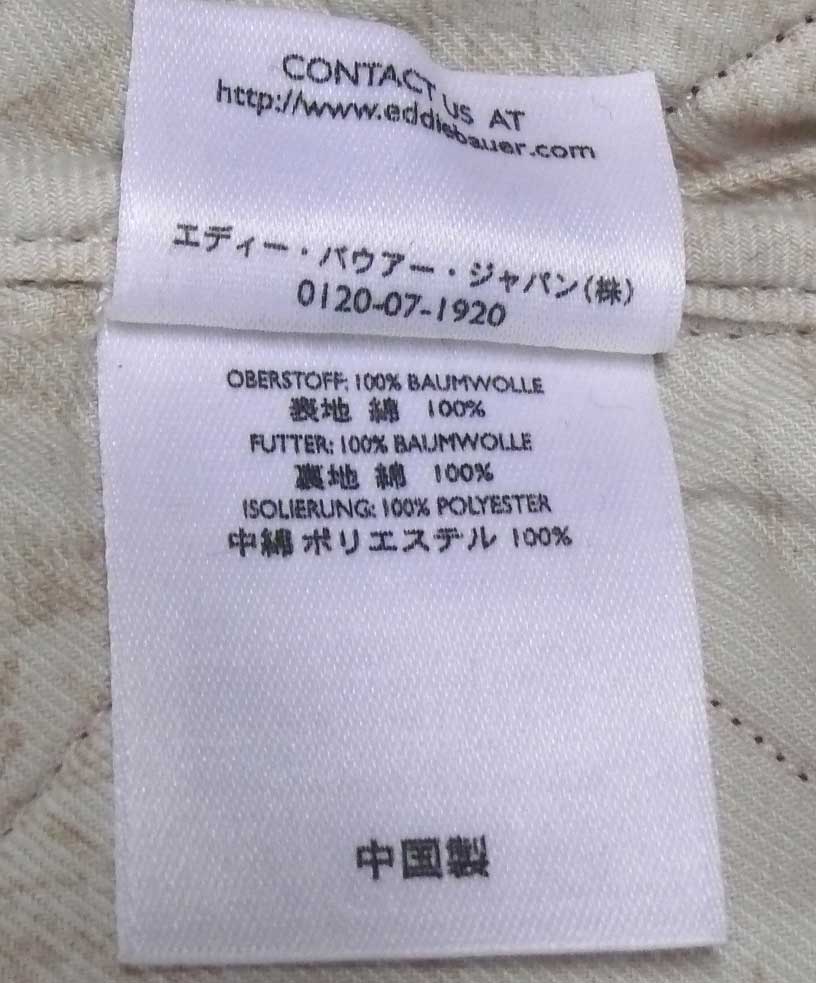 CONTACT US AT
http://www.eddiebauer.com
エディー・バウアー・ジャパン(株)
0120-07-1920
OBERSTOFF: 100% BAUMWOLLE
表地 綿 100%
FUTTER: 100% BAUMWOLLE
裏地 綿 100%
ISOLIERUNG: 100% POLYESTER
中綿 ポリエステル 100%
中国製